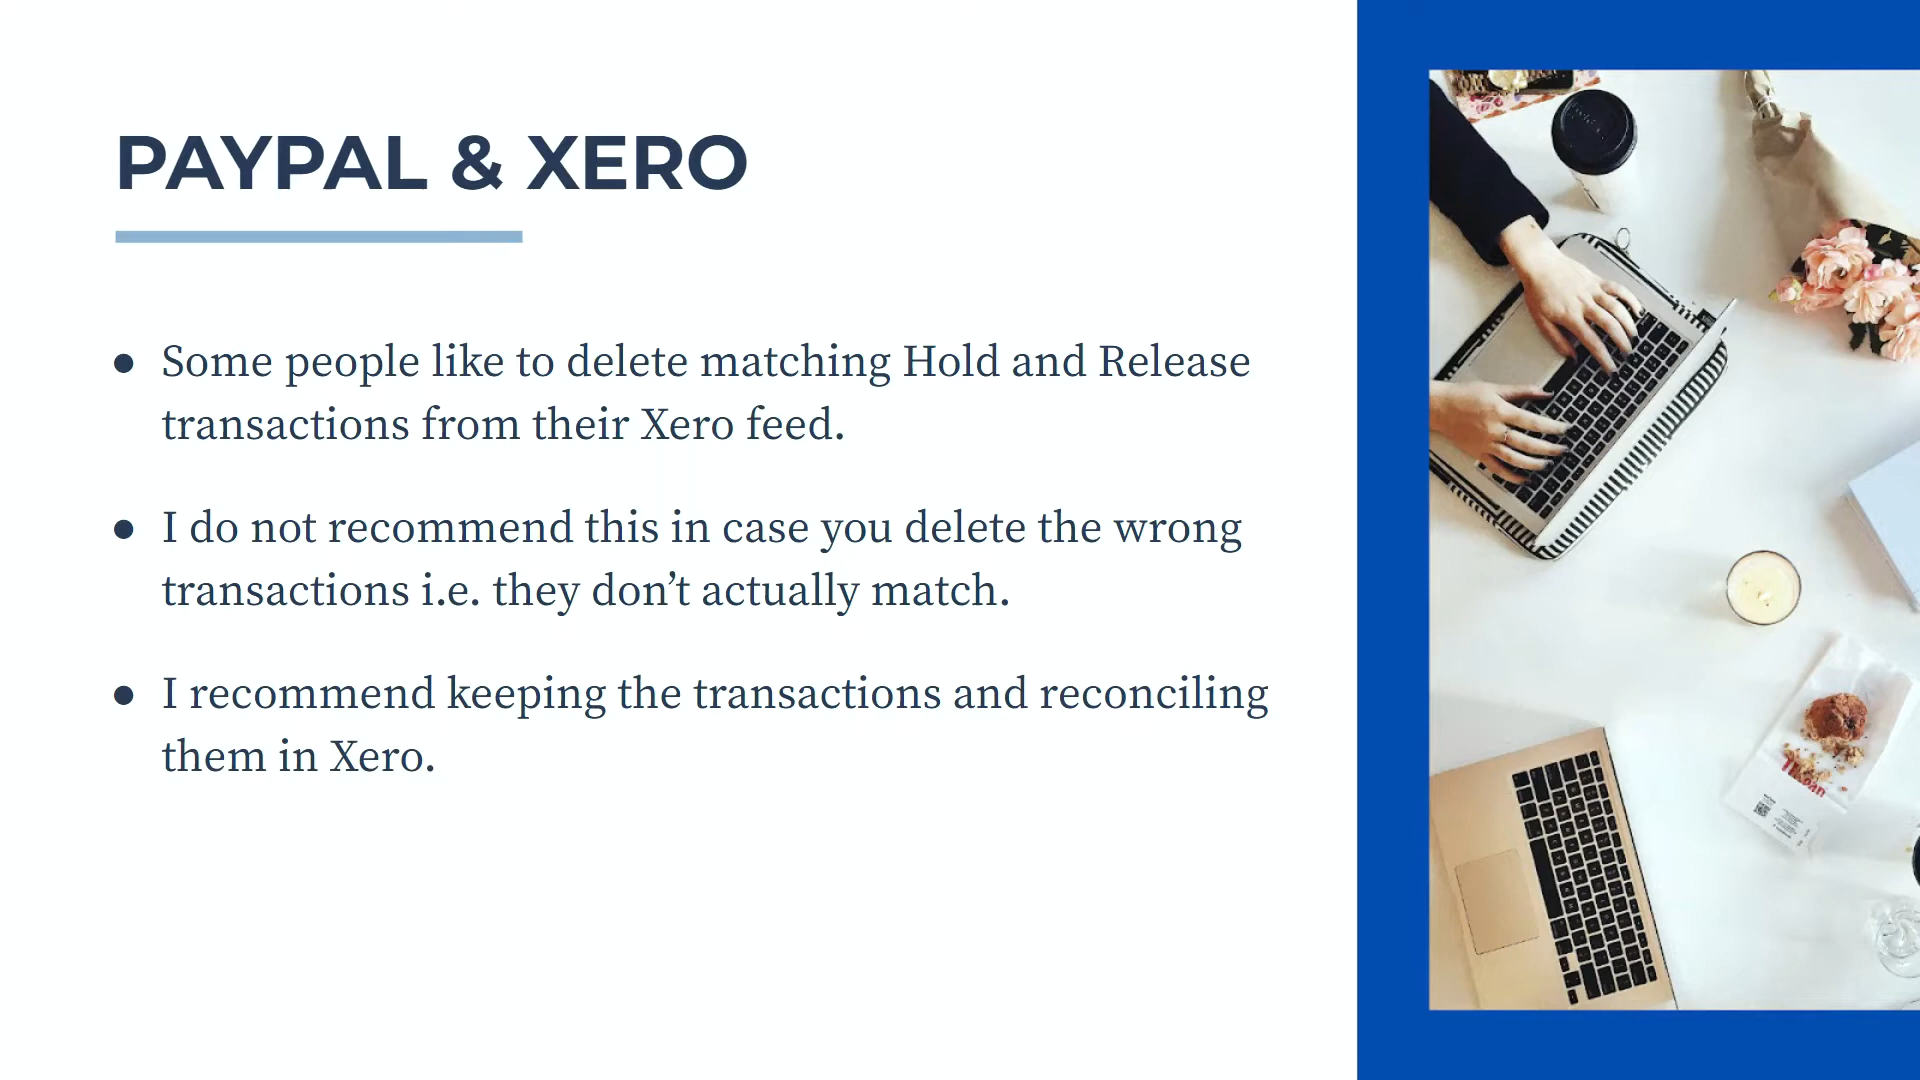 PAYPAL & XERO
● Some people like to delete matching Hold and Release
transactions from their Xero feed.
● I do not recommend this in case you delete the wrong
transactions i.e. they don’t actually match.
● I recommend keeping the transactions and reconciling
them in Xero.